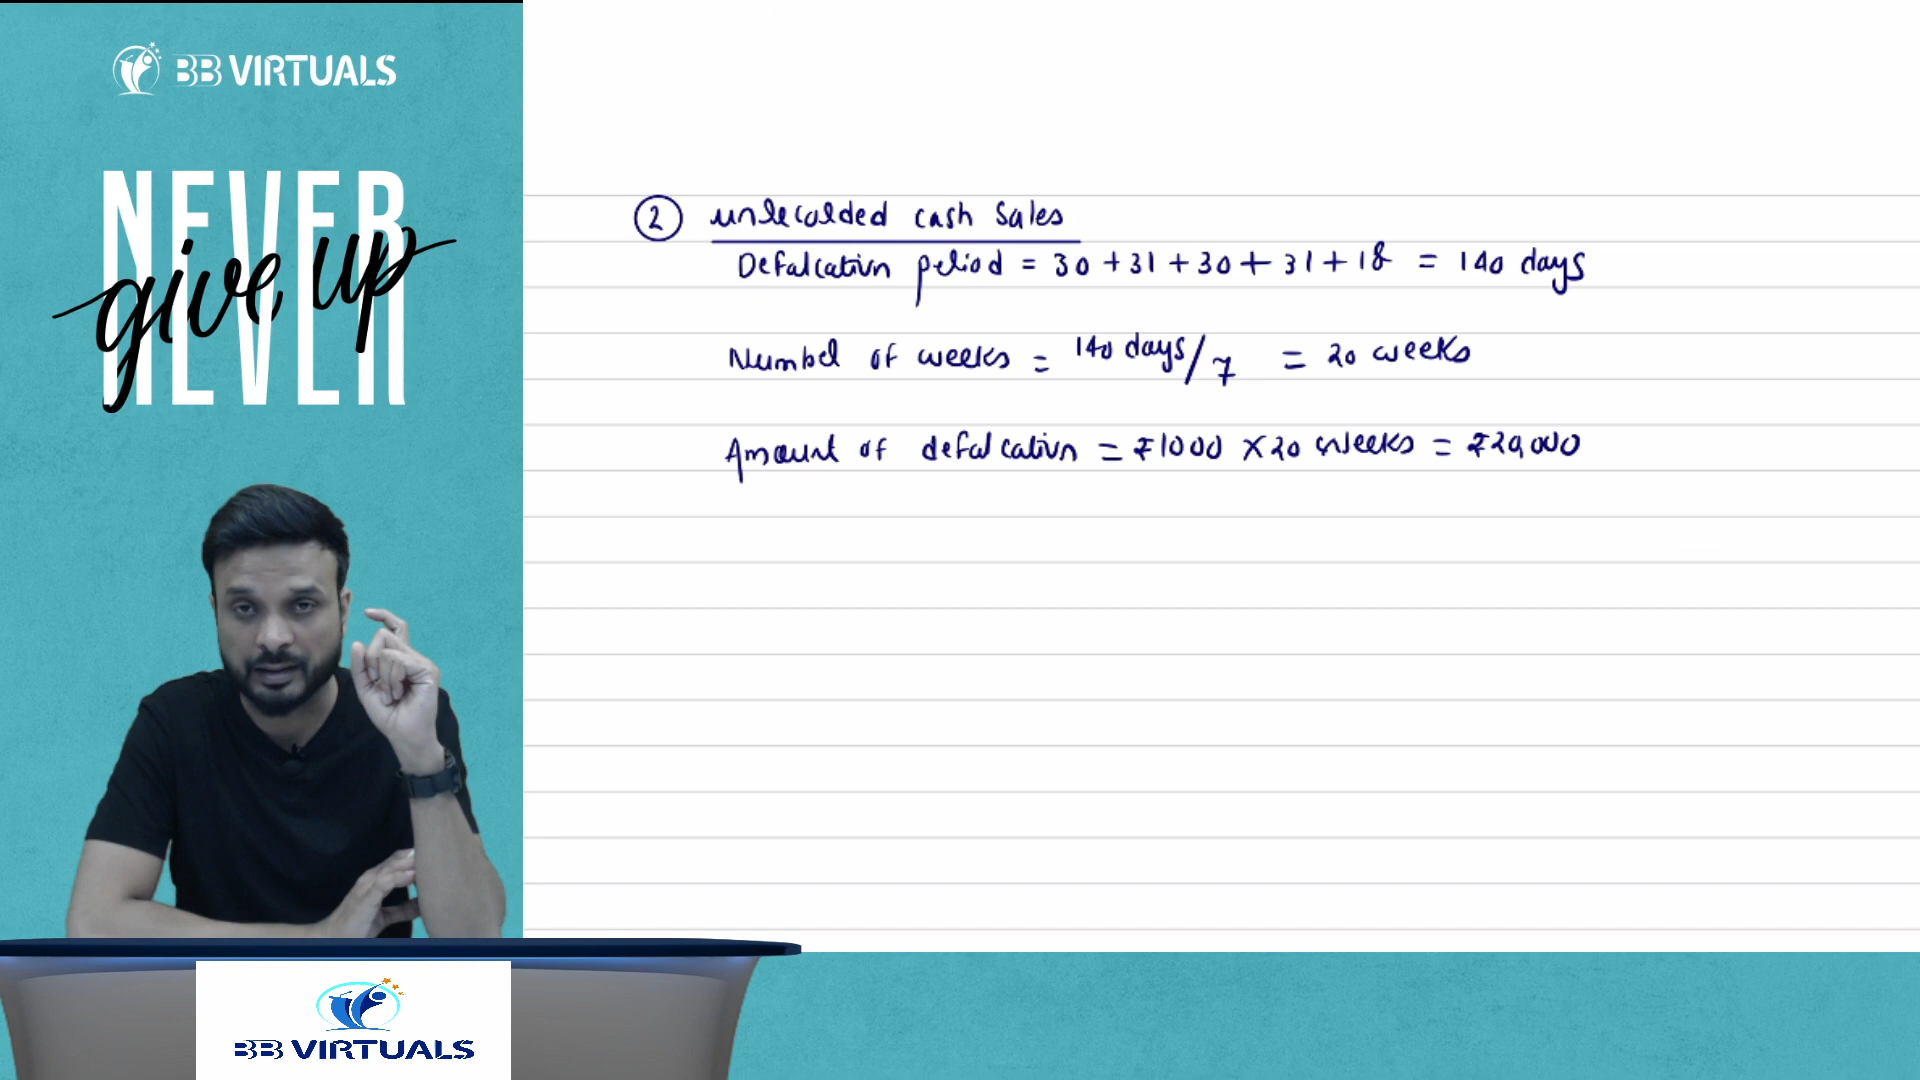 BB VIRTUALS
NEVER
give up
NEVER
② unrecorded cash sales
Defalcation period = 30 + 31 + 30 + 31 + 18 = 140 days
Number of weeks = 140 days/7 = 20 weeks
Amount of defalcation = ₹1000 × 20 weeks = ₹20,000
BB VIRTUALS